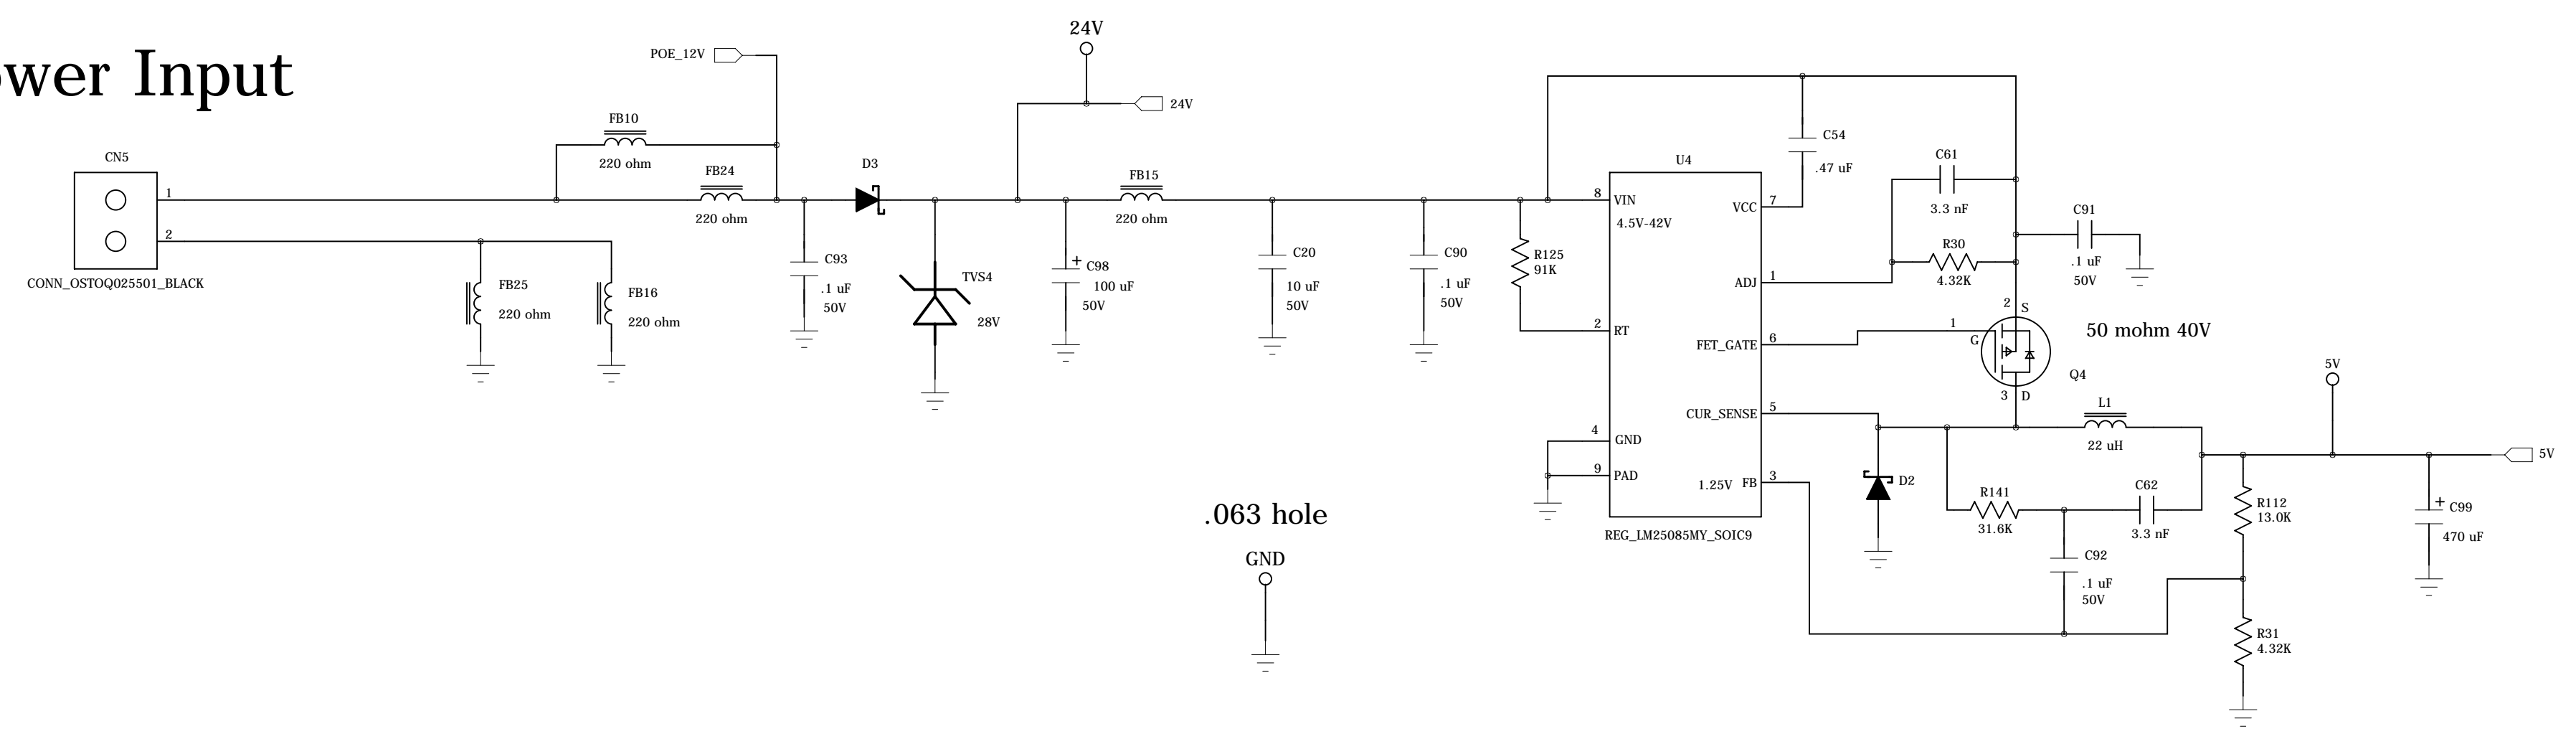 ower Input
CN5
1
2
CONN_OSTOQ025501_BLACK
POE_12V
FB10
220 ohm
FB24
220 ohm
FB25
220 ohm
FB16
220 ohm
D3
C93
.1 uF
50V
TVS4
28V
24V
24V
C98
+
100 uF
50V
FB15
220 ohm
C20
10 uF
50V
C90
.1 uF
50V
R125
91K
.063 hole
GND
U4
8
VIN
4.5V-42V
2
RT
4
GND
9
PAD
VCC
7
ADJ
1
FET_GATE
6
CUR_SENSE
5
1.25V
FB
3
REG_LM25085MY_SOIC9
C54
.47 uF
C61
3.3 nF
R30
4.32K
C91
.1 uF
50V
2
S
1
G
3
D
Q4
50 mohm 40V
D2
L1
22 uH
R141
31.6K
C62
3.3 nF
C92
.1 uF
50V
R112
13.0K
R31
4.32K
5V
5V
+
C99
470 uF